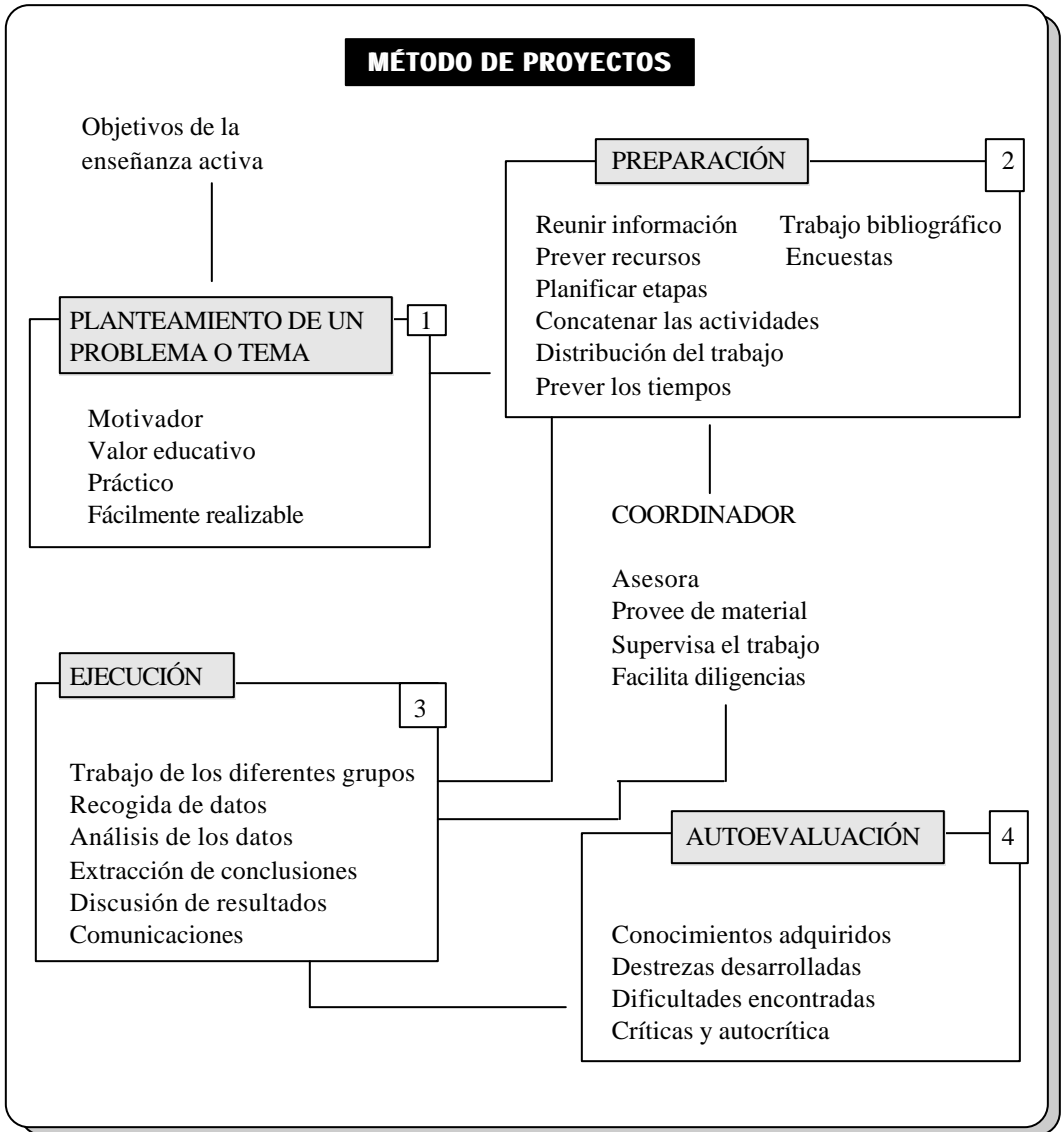 MÉTODO DE PROYECTOS
Objetivos de la
enseñanza activa
PLANTEAMIENTO DE UN
PROBLEMA O TEMA
1
Motivador
Valor educativo
Práctico
Fácilmente realizable
PREPARACIÓN
2
Reunir información Trabajo bibliográfico
Prever recursos Encuestas
Planificar etapas
Concatenar las actividades
Distribución del trabajo
Prever los tiempos
COORDINADOR
Asesora
Provee de material
Supervisa el trabajo
Facilita diligencias
EJECUCIÓN
3
Trabajo de los diferentes grupos
Recogida de datos
Análisis de los datos
Extracción de conclusiones
Discusión de resultados
Comunicaciones
AUTOEVALUACIÓN
4
Conocimientos adquiridos
Destrezas desarrolladas
Dificultades encontradas
Críticas y autocrítica